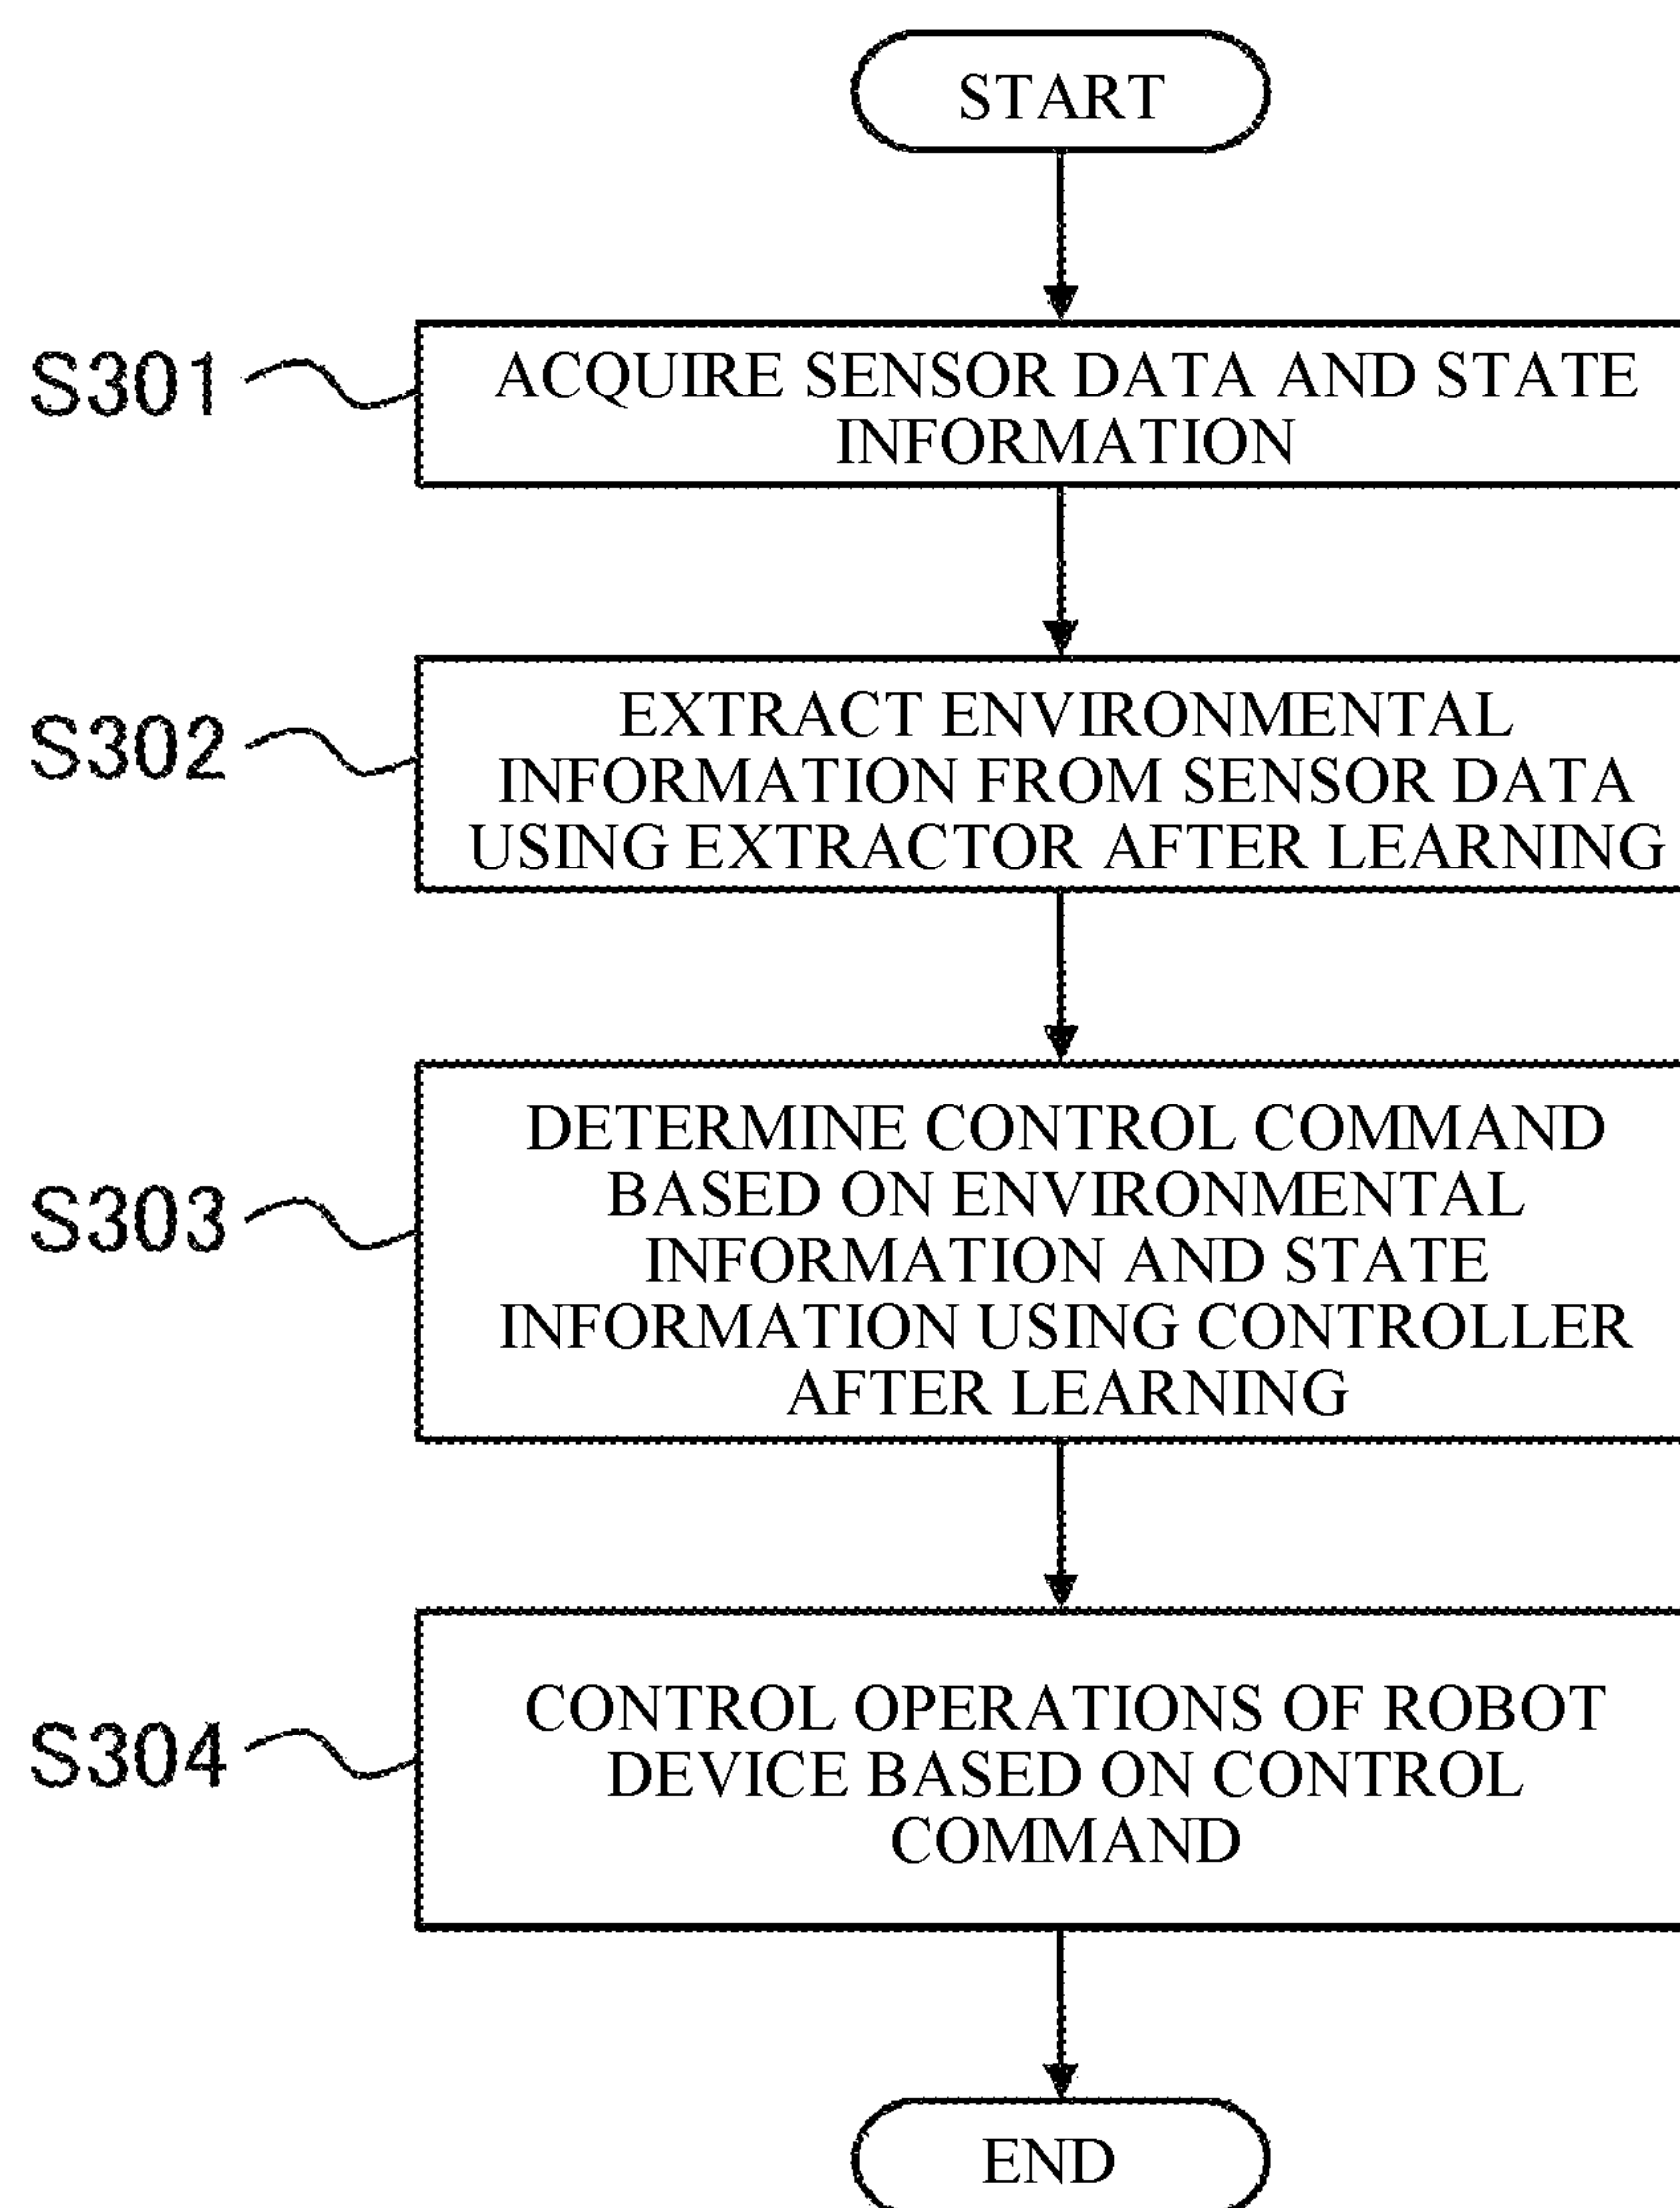 START
S301
ACQUIRE SENSOR DATA AND STATE
INFORMATION
S302
EXTRACT ENVIRONMENTAL
INFORMATION FROM SENSOR DATA
USING EXTRACTOR AFTER LEARNING
S303
DETERMINE CONTROL COMMAND
BASED ON ENVIRONMENTAL
INFORMATION AND STATE
INFORMATION USING CONTROLLER
AFTER LEARNING
S304
CONTROL OPERATIONS OF ROBOT
DEVICE BASED ON CONTROL
COMMAND
END